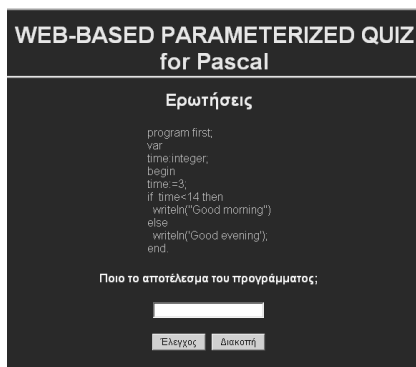 WEB-BASED PARAMETERIZED QUIZ
for Pascal
Ερωτήσεις
program first;
var
time:integer;
begin
time:=3;
if time<14 then
writeln("Good morning")
else
writeln('Good evening');
end.
Ποιο το αποτέλεσμα του προγράμματος;
Έλεγχος Διακοπή